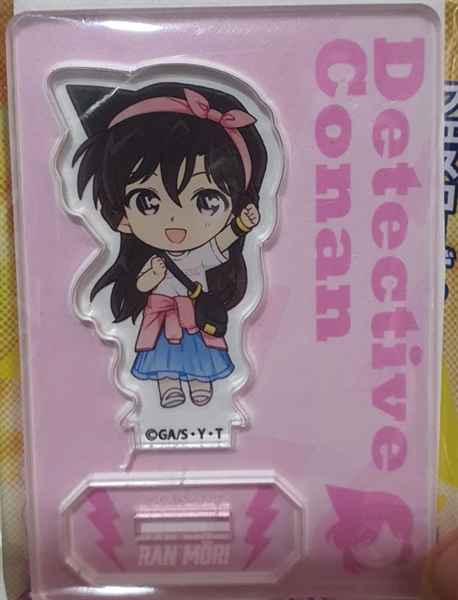 Detective
Conan
©GA/S・Y・T
RAN MORI